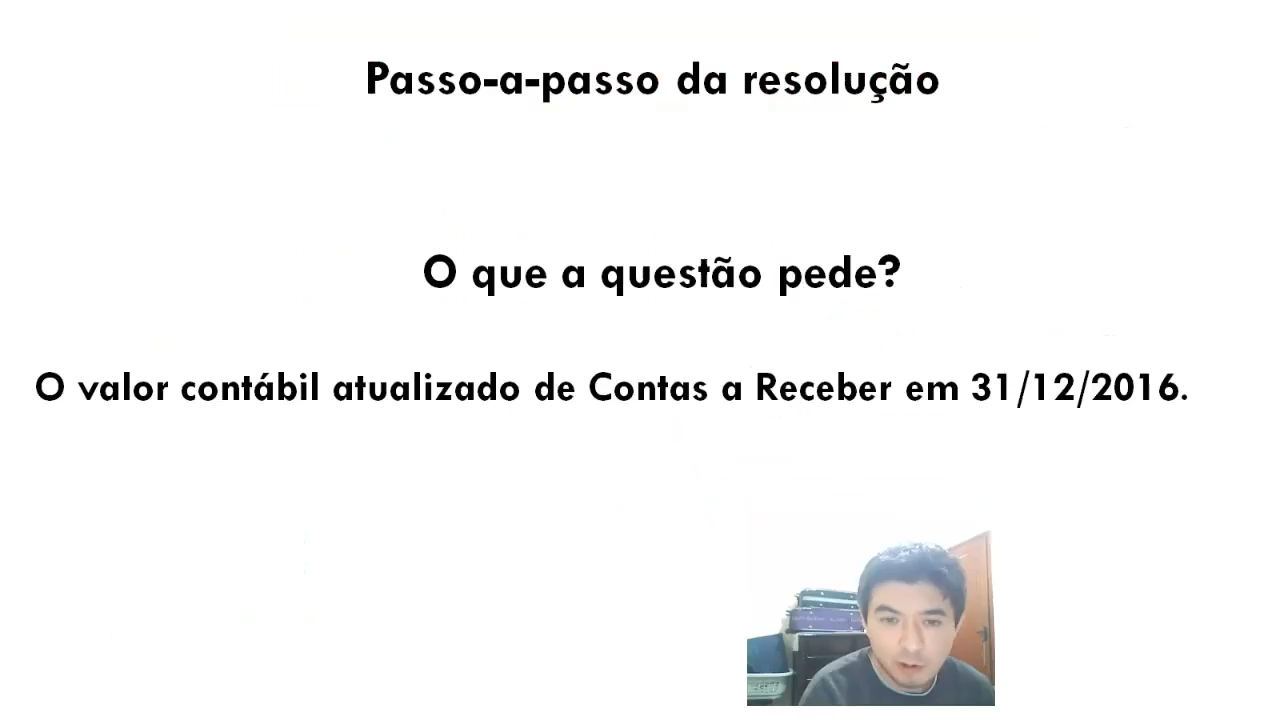 Passo-a-passo da resolução
O que a questão pede?
O valor contábil atualizado de Contas a Receber em 31/12/2016.